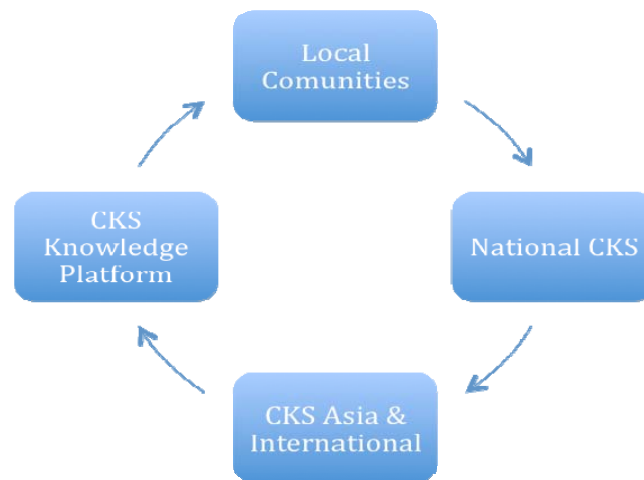 Local
Comunities
CKS
Knowledge
Platform
National CKS
CKS Asia &
International